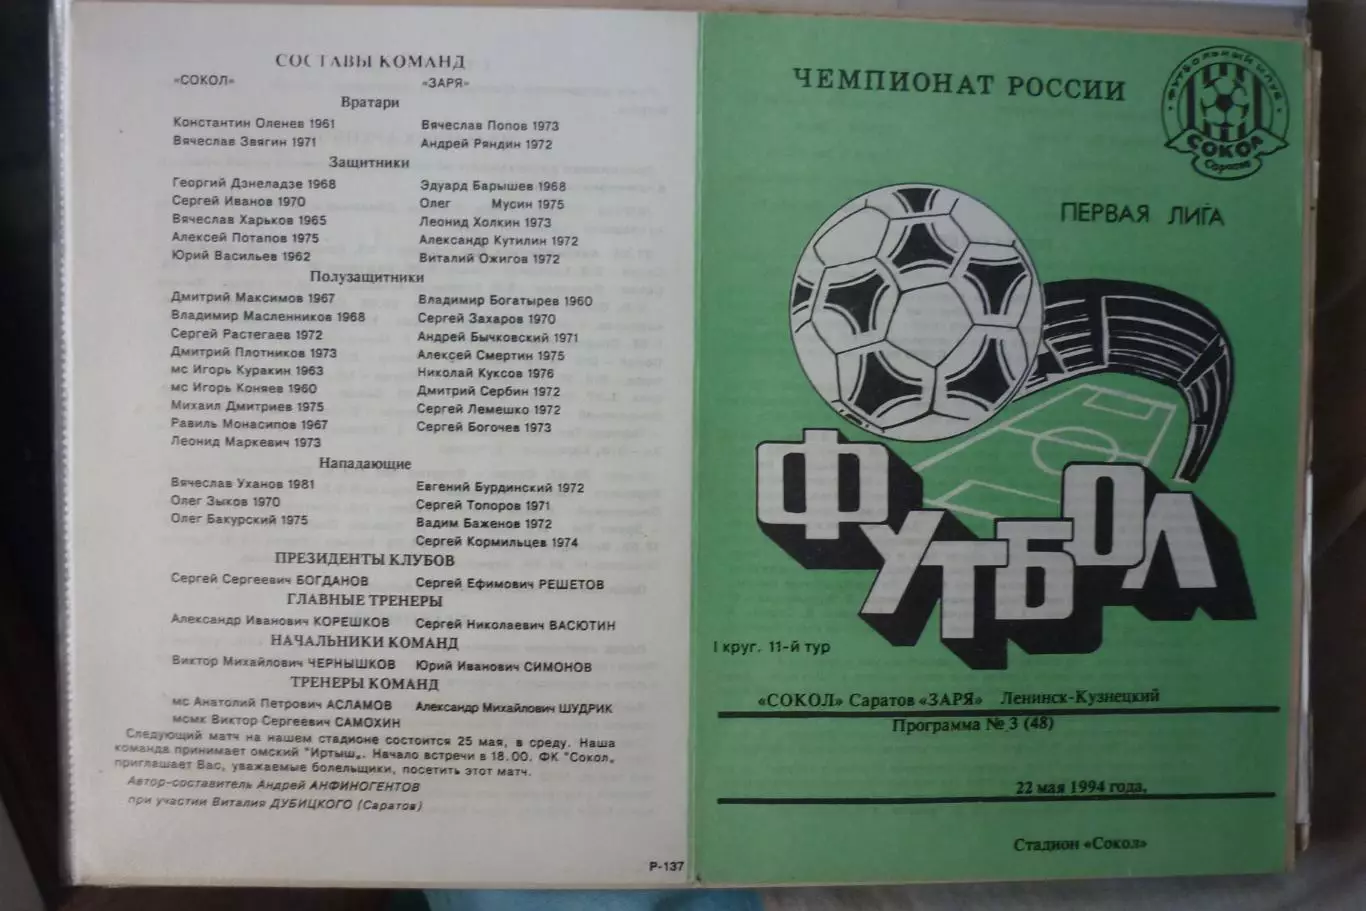 СОСТАВЫ КОМАНД
«СОКОЛ» «ЗАРЯ»
Вратари
Константин Оленев 1961 Вячеслав Попов 1973
Вячеслав Звягин 1971 Андрей Ряндин 1972
Защитники
Георгий Дзнеладзе 1968 Эдуард Барышев 1968
Сергей Иванов 1970 Олег Мусин 1975
Вячеслав Харьков 1965 Леонид Холкин 1973
Алексей Потапов 1975 Александр Кутилин 1972
Юрий Васильев 1962 Виталий Ожигов 1972
Полузащитники
Дмитрий Максимов 1967 Владимир Богатырев 1960
Владимир Масленников 1968 Сергей Захаров 1970
Сергей Растегаев 1972 Андрей Бычковский 1971
Дмитрий Плотников 1973 Алексей Смертин 1975
мс Игорь Куракин 1963 Николай Куксов 1976
мс Игорь Коняев 1960 Дмитрий Сербин 1972
Михаил Дмитриев 1975 Сергей Лемешко 1972
Равиль Монасипов 1967 Сергей Богочев 1973
Леонид Маркевич 1973
Нападающие
Вячеслав Уханов 1981 Евгений Бурдинский 1972
Олег Зыков 1970 Сергей Топоров 1971
Олег Бакурский 1975 Вадим Баженов 1972
Сергей Кормильцев 1974
ПРЕЗИДЕНТЫ КЛУБОВ
Сергей Сергеевич БОГДАНОВ Сергей Ефимович РЕШЕТОВ
ГЛАВНЫЕ ТРЕНЕРЫ
Александр Иванович КОРЕШКОВ Сергей Николаевич ВАСЮТИН
НАЧАЛЬНИКИ КОМАНД
Виктор Михайлович ЧЕРНЫШКОВ Юрий Иванович СИМОНОВ
ТРЕНЕРЫ КОМАНД
мс Анатолий Петрович АСЛАМОВ Александр Михайлович ШУДРИК
мсмк Виктор Сергеевич САМОХИН
Следующий матч на нашем стадионе состоится 25 мая, в среду. Наша
команда принимает омский "Иртыш„. Начало встречи в 18.00. ФК "Сокол„
приглашает Вас, уважаемые болельщики, посетить этот матч.
Автор-составитель Андрей АНФИНОГЕНТОВ
при участии Виталия ДУБИЦКОГО (Саратов)
Р-137
ЧЕМПИОНАТ РОССИИ
ФУТБОЛЬНЫЙ КЛУБ
СОКОЛ
Саратов
ПЕРВАЯ ЛИГА
ФУТБОЛ
I круг. 11-й тур
«СОКОЛ» Саратов «ЗАРЯ» Ленинск-Кузнецкий
Программа № 3 (48)
22 мая 1994 года,
Стадион «Сокол»